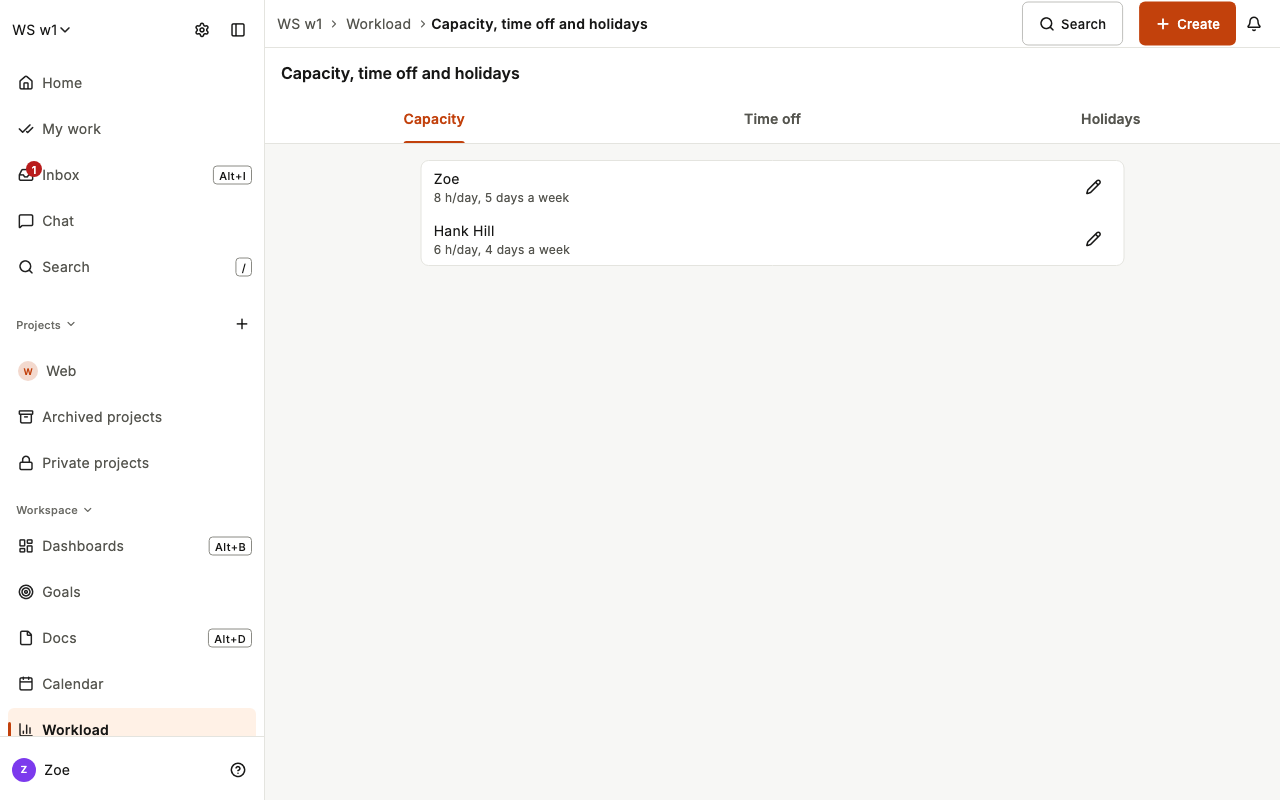 WS w1
Home
My work
1
Inbox
Alt+I
Chat
Search
/
Projects
W
Web
Archived projects
Private projects
Workspace
Dashboards
Alt+B
Goals
Docs
Alt+D
Calendar
Workload
Z
Zoe
WS w1
Workload
Capacity, time off and holidays
Search
Create
Capacity, time off and holidays
Capacity
Time off
Holidays
Zoe
8 h/day, 5 days a week
Hank Hill
6 h/day, 4 days a week